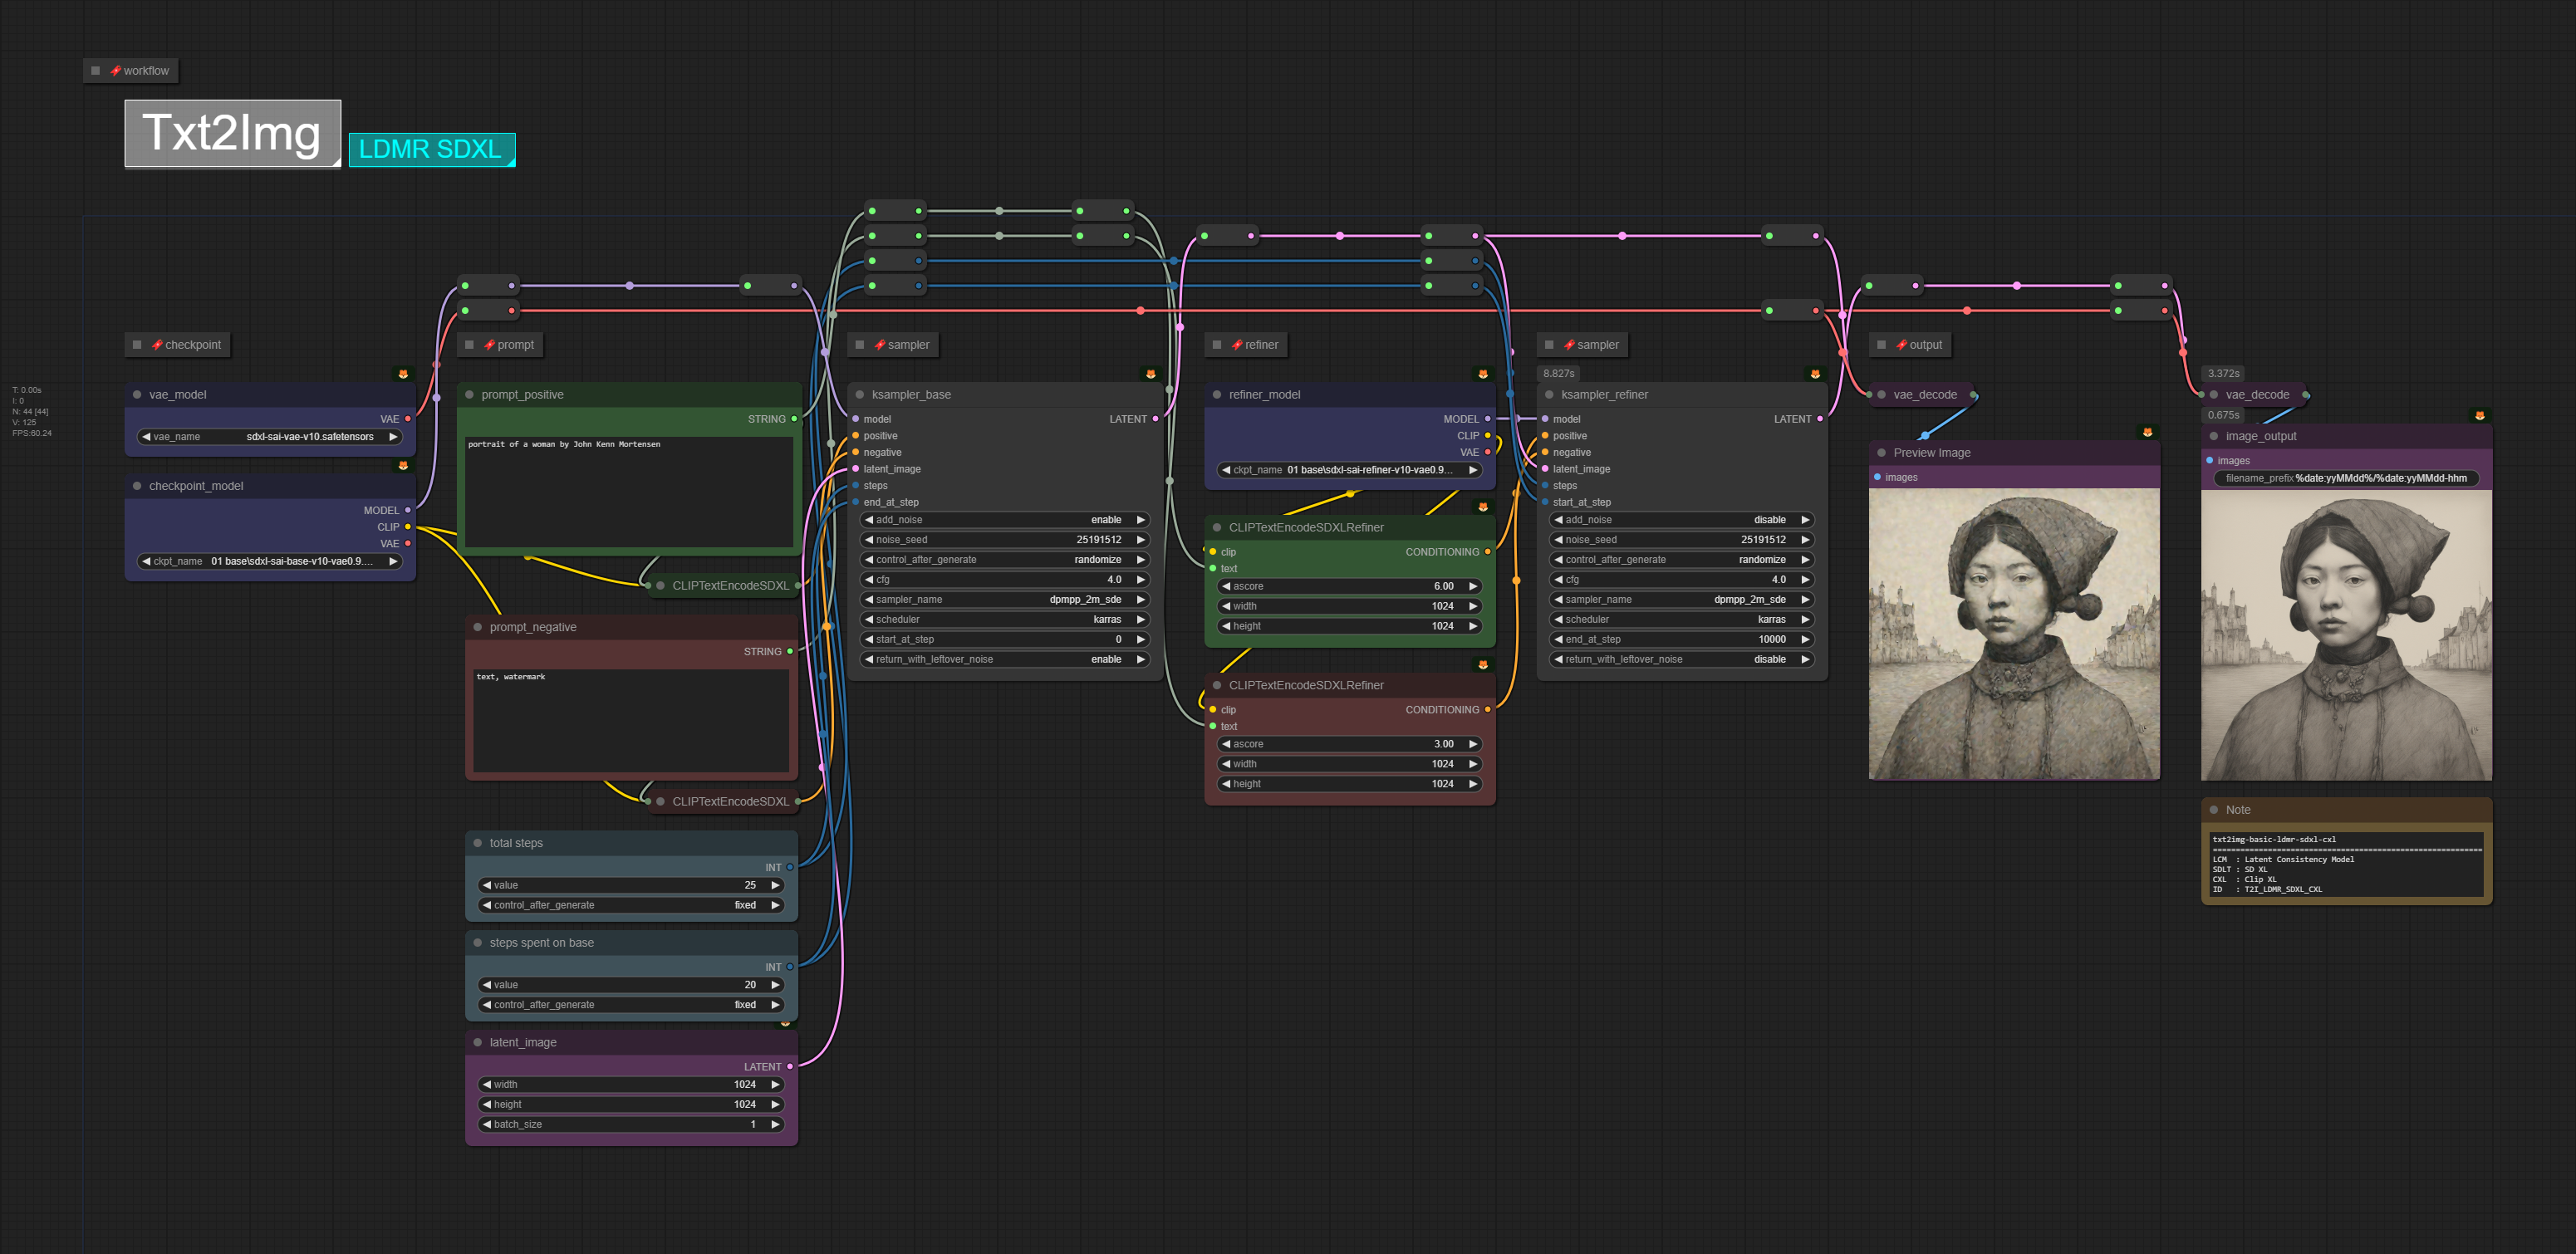 workflow
Txt2Img
LDMR SDXL
T: 0.00s
I: 0
N: 44 [44]
V: 125
FPS:60.24
checkpoint
vae_model
VAE
vae_name sdxl-sai-vae-v10.safetensors
checkpoint_model
MODEL
CLIP
VAE
ckpt_name 01 base\sdxl-sai-base-v10-vae0.9....
prompt
prompt_positive
STRING
portrait of a woman by John Kenn Mortensen
CLIPTextEncodeSDXL
prompt_negative
STRING
text, watermark
CLIPTextEncodeSDXL
total steps
INT
value 25
control_after_generate fixed
steps spent on base
INT
value 20
control_after_generate fixed
latent_image
LATENT
width 1024
height 1024
batch_size 1
sampler
ksampler_base
model LATENT
positive
negative
latent_image
steps
end_at_step
add_noise enable
noise_seed 25191512
control_after_generate randomize
cfg 4.0
sampler_name dpmpp_2m_sde
scheduler karras
start_at_step 0
return_with_leftover_noise enable
refiner
refiner_model
MODEL
CLIP
VAE
ckpt_name 01 base\sdxl-sai-refiner-v10-vae0.9...
CLIPTextEncodeSDXLRefiner
clip CONDITIONING
text
ascore 6.00
width 1024
height 1024
CLIPTextEncodeSDXLRefiner
clip CONDITIONING
text
ascore 3.00
width 1024
height 1024
sampler
8.827s
ksampler_refiner
model LATENT
positive
negative
latent_image
steps
start_at_step
add_noise disable
noise_seed 25191512
control_after_generate randomize
cfg 4.0
sampler_name dpmpp_2m_sde
scheduler karras
end_at_step 10000
return_with_leftover_noise disable
output
vae_decode
Preview Image
images
3.372s
vae_decode
0.675s
image_output
images
filename_prefix %date:yyMMdd%/%date:yyMMdd-hhm
Note
txt2img-basic-ldmr-sdxl-cxl
LCM : Latent Consistency Model
SDLT : SD XL
CXL : Clip XL
ID : T2I_LDMR_SDXL_CXL